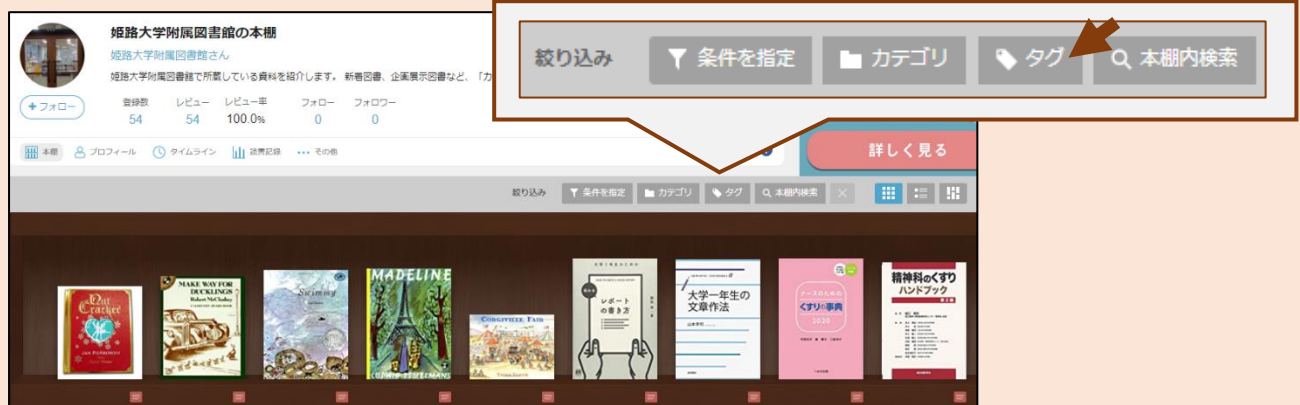 姫路大学附属図書館の本棚
姫路大学附属図書館さん
姫路大学附属図書館で所蔵している資料を紹介します。 新着図書、企画展示図書など、「カ
+フォロー
登録数 レビュー レビュー率 フォロー フォロワー
54 54 100.0% 0 0
本棚 プロフィール タイムライン 読書記録 ••• その他
詳しく見る
絞り込み 条件を指定 カテゴリ タグ 本棚内検索
絞り込み 条件を指定 カテゴリ タグ 本棚内検索 ×
Nut
Cracker
JAN PIEŃKOWSKI
MAKE WAY FOR
DUCKLINGS
Robert McCloskey
Swimmy
MADELINE
LUDWIG BEMELMANS
CORGIVILLE FAIR
レポート
の書き方
大学一年生の
文章作法
ナースのための
くすりの事典
2020
精神科のくすり
ハンドブック
第2版